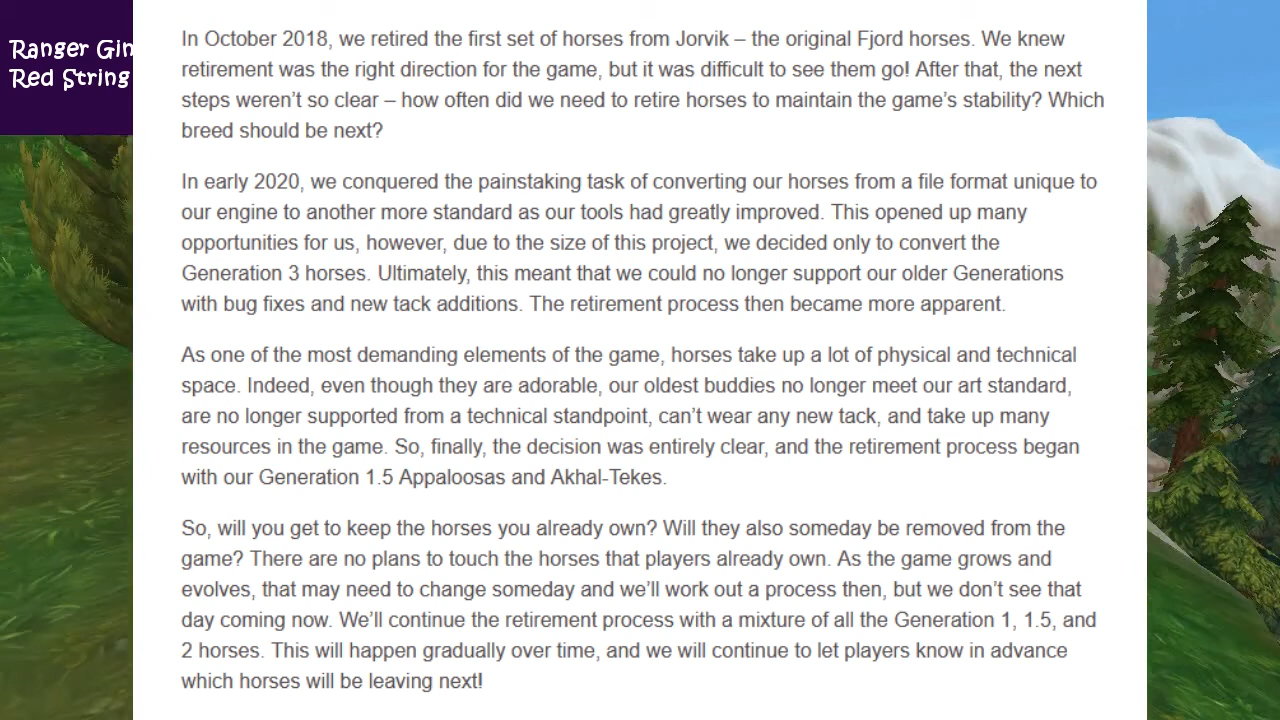 Ranger Gin
Red String
In October 2018, we retired the first set of horses from Jorvik – the original Fjord horses. We knew
retirement was the right direction for the game, but it was difficult to see them go! After that, the next
steps weren’t so clear – how often did we need to retire horses to maintain the game’s stability? Which
breed should be next?
In early 2020, we conquered the painstaking task of converting our horses from a file format unique to
our engine to another more standard as our tools had greatly improved. This opened up many
opportunities for us, however, due to the size of this project, we decided only to convert the
Generation 3 horses. Ultimately, this meant that we could no longer support our older Generations
with bug fixes and new tack additions. The retirement process then became more apparent.
As one of the most demanding elements of the game, horses take up a lot of physical and technical
space. Indeed, even though they are adorable, our oldest buddies no longer meet our art standard,
are no longer supported from a technical standpoint, can’t wear any new tack, and take up many
resources in the game. So, finally, the decision was entirely clear, and the retirement process began
with our Generation 1.5 Appaloosas and Akhal-Tekes.
So, will you get to keep the horses you already own? Will they also someday be removed from the
game? There are no plans to touch the horses that players already own. As the game grows and
evolves, that may need to change someday and we’ll work out a process then, but we don’t see that
day coming now. We’ll continue the retirement process with a mixture of all the Generation 1, 1.5, and
2 horses. This will happen gradually over time, and we will continue to let players know in advance
which horses will be leaving next!